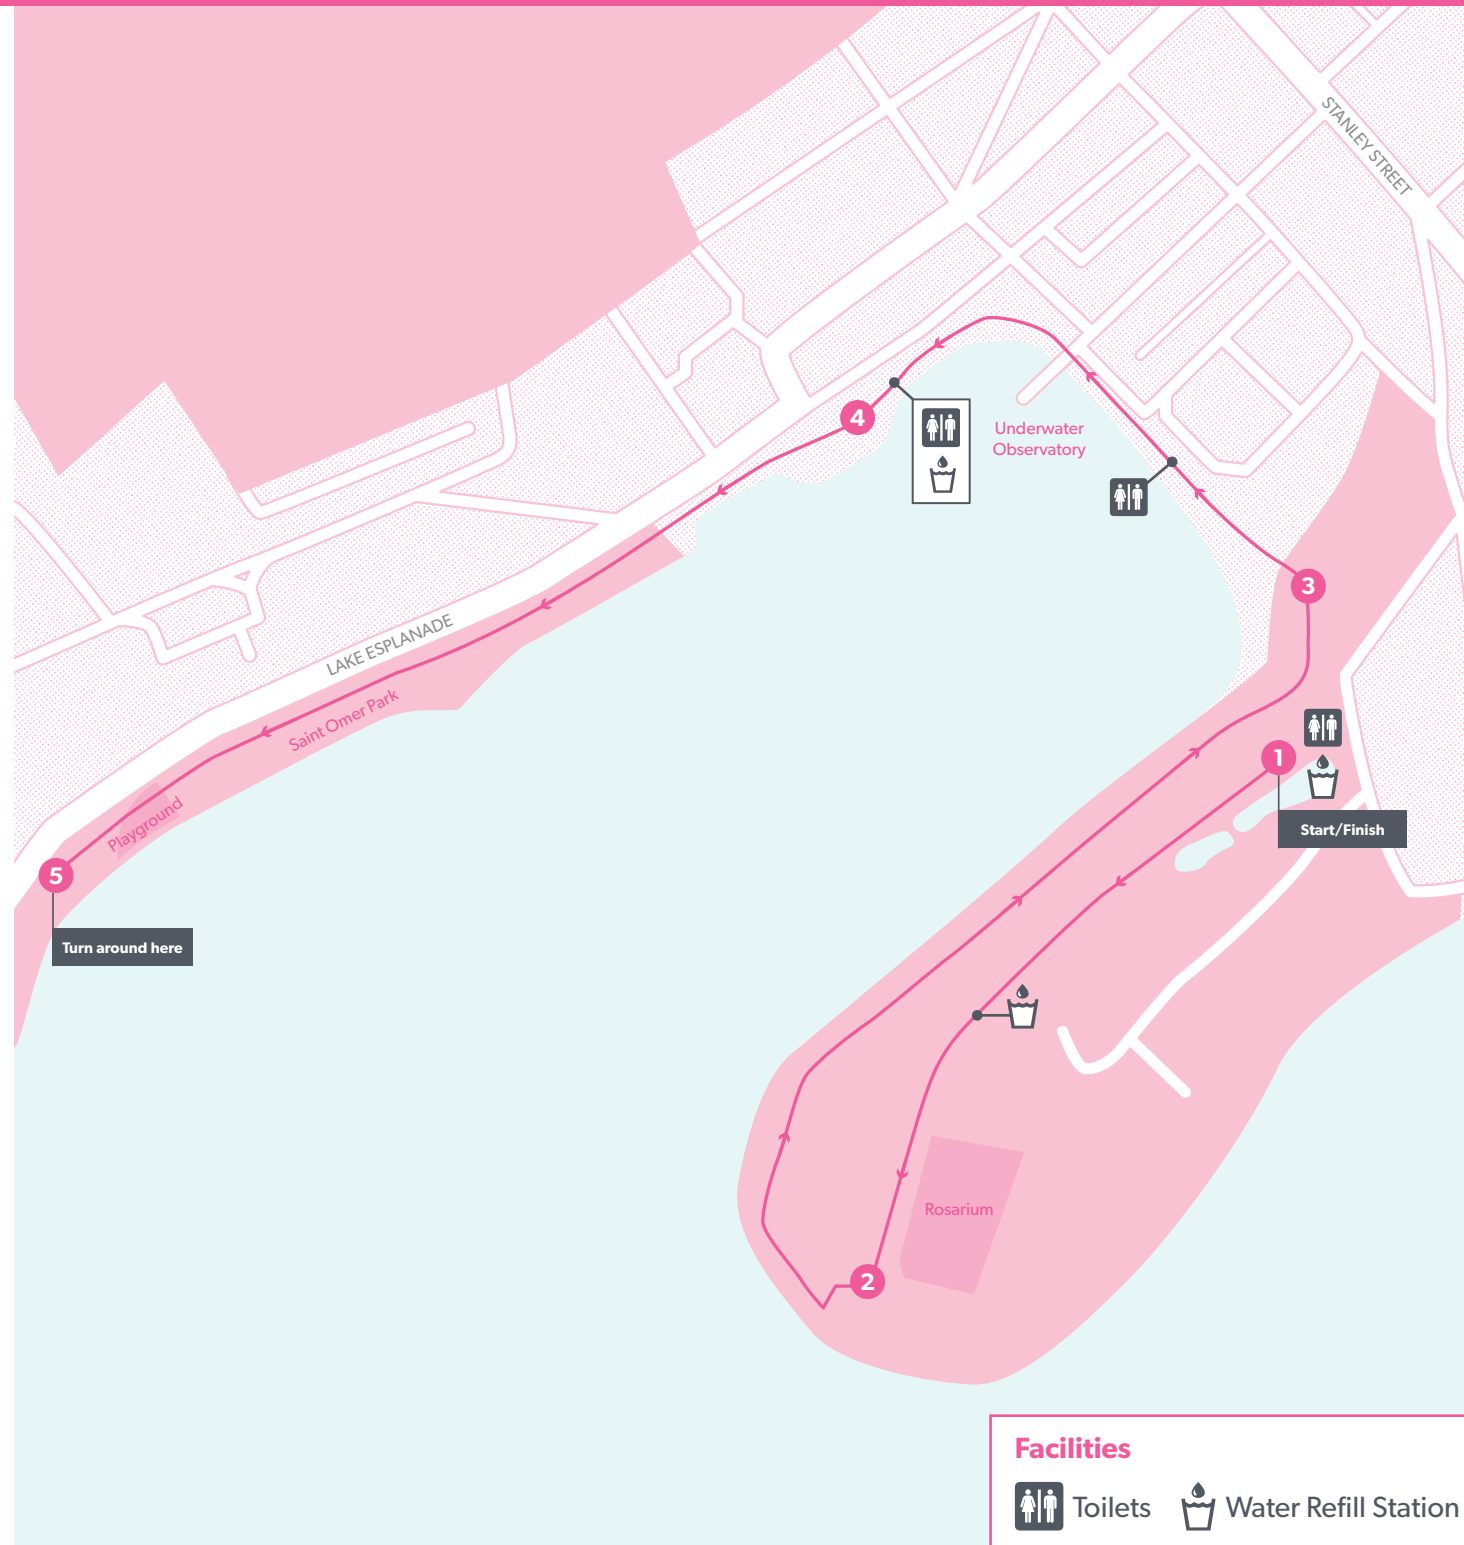 STANLEY STREET
4
Underwater
Observatory
3
LAKE ESPLANADE
Saint Omer Park
1
Playground
Start/Finish
5
Turn around here
Rosarium
2
Facilities
Toilets
Water Refill Station